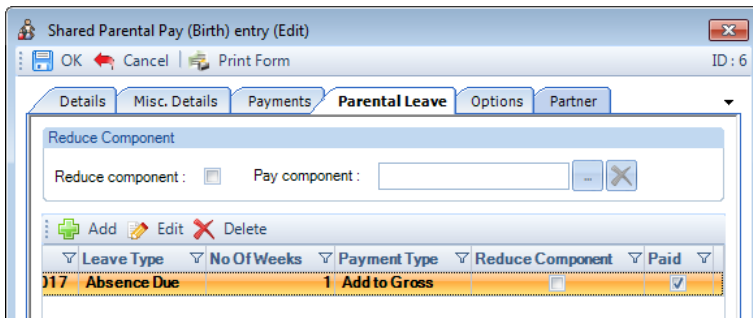 Shared Parental Pay (Birth) entry (Edit)
OK Cancel Print Form ID : 6
Details Misc. Details Payments Parental Leave Options Partner
Reduce Component
Reduce component : Pay component : ...
Add Edit Delete
Leave Type No Of Weeks Payment Type Reduce Component Paid
017 Absence Due 1 Add to Gross